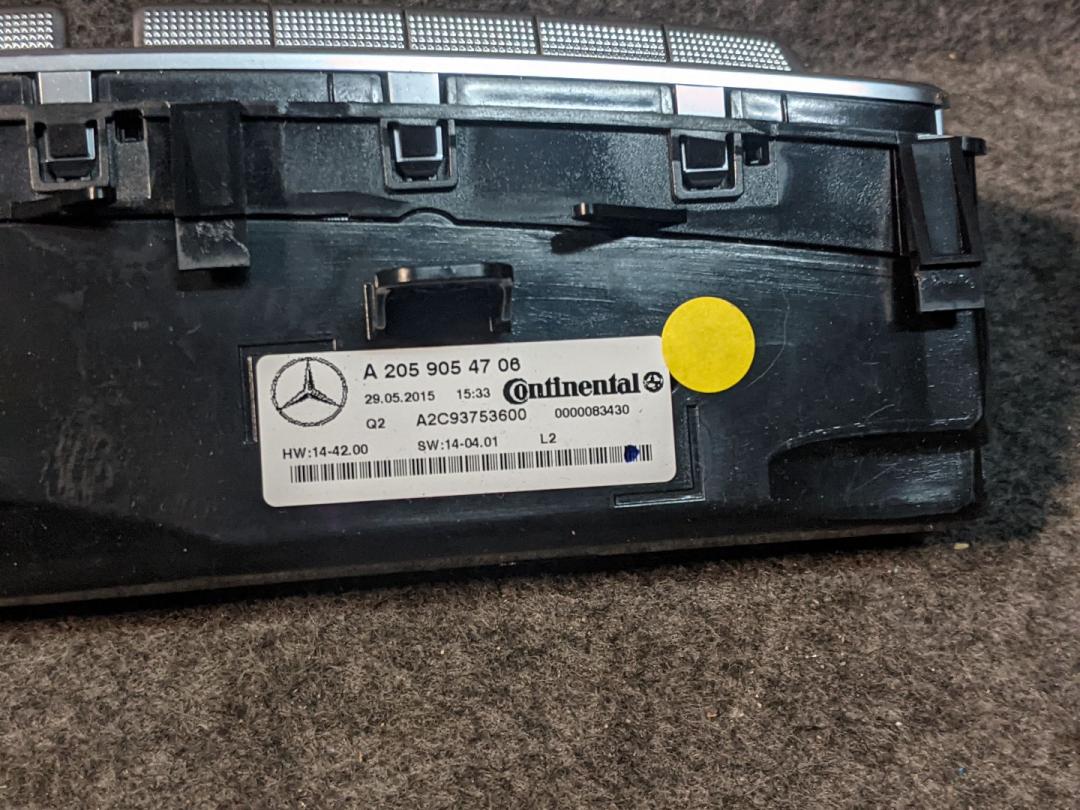 A 205 905 47 06
29.05.2015 15:33 Continental
Q2 A2C93753600 0000083430
HW:14-42.00 SW:14-04.01 L2